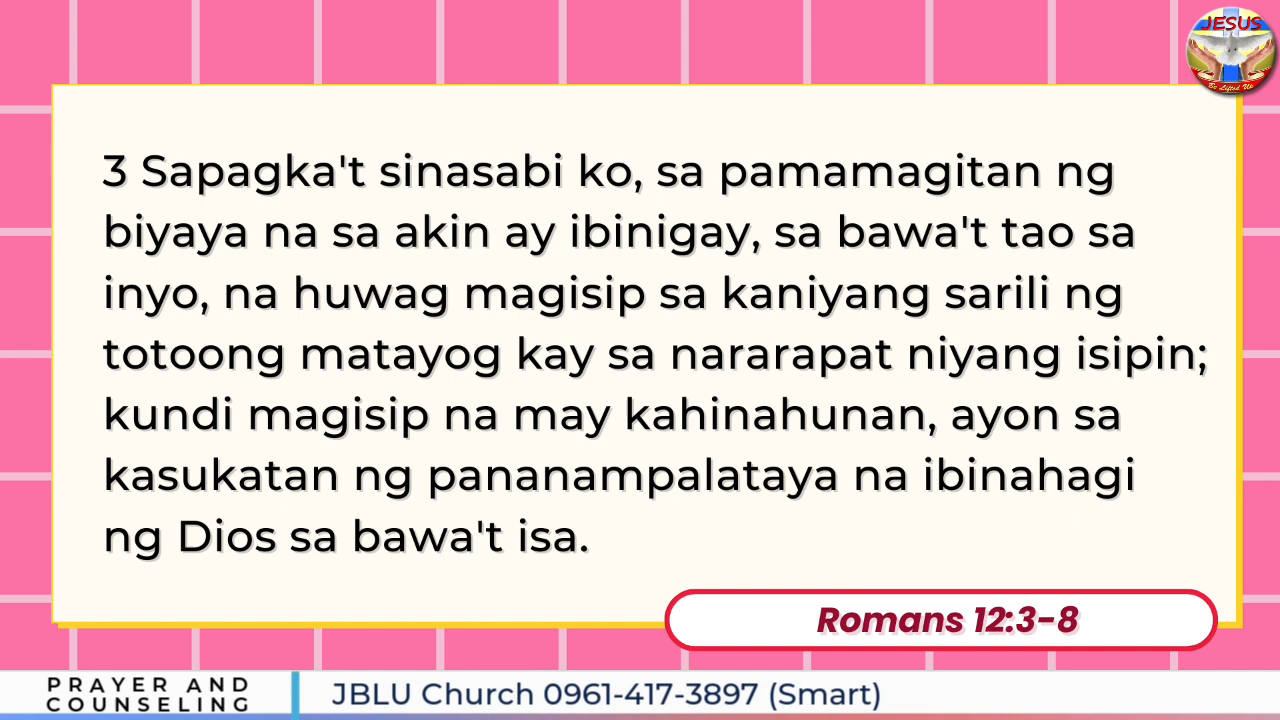 JESUS
Be Lifted Up
3 Sapagka't sinasabi ko, sa pamamagitan ng
biyaya na sa akin ay ibinigay, sa bawa't tao sa
inyo, na huwag magisip sa kaniyang sarili ng
totoong matayog kay sa nararapat niyang isipin;
kundi magisip na may kahinahunan, ayon sa
kasukatan ng pananampalataya na ibinahagi
ng Dios sa bawa't isa.
Romans 12:3-8
PRAYER AND
COUNSELING
JBLU Church 0961-417-3897 (Smart)